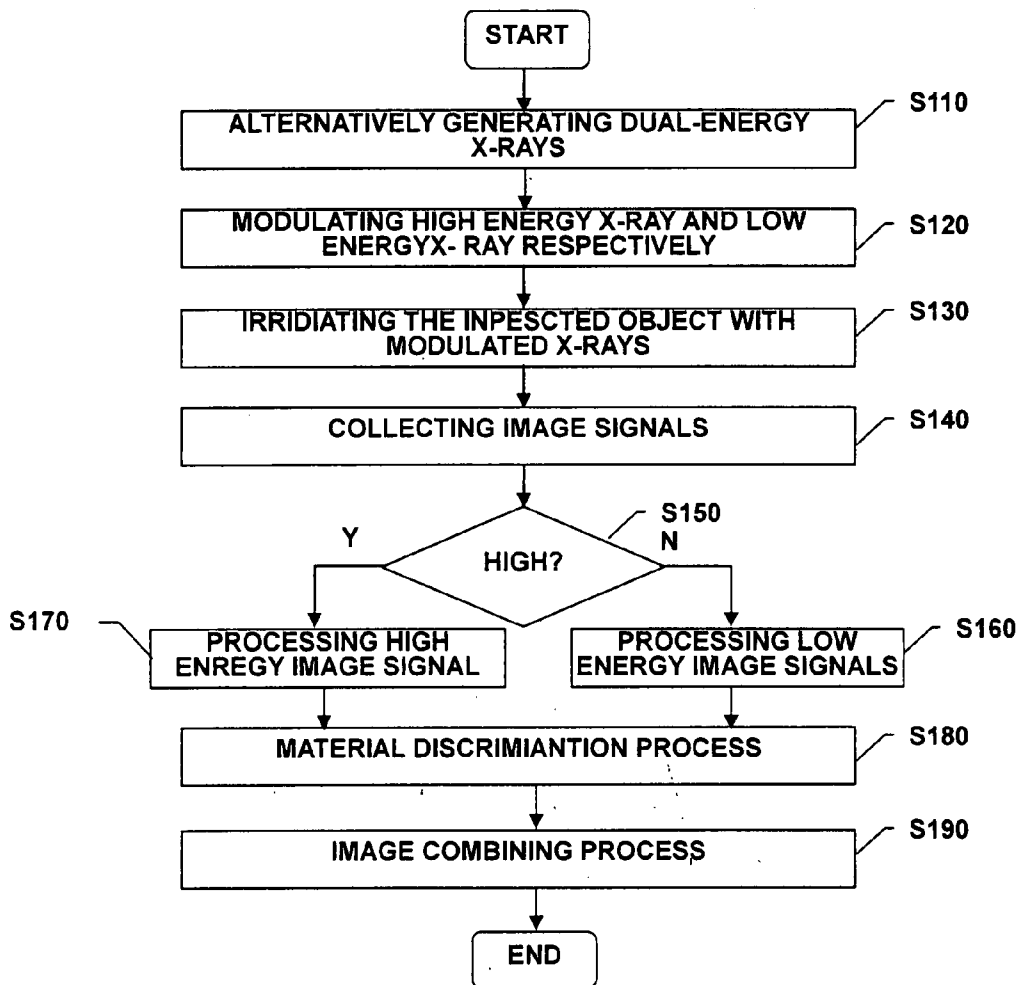 START
S110
ALTERNATIVELY GENERATING DUAL-ENERGY
X-RAYS
MODULATING HIGH ENERGY X-RAY AND LOW
ENERGYX- RAY RESPECTIVELY
S120
IRRIDIATING THE INPESCTED OBJECT WITH
MODULATED X-RAYS
S130
COLLECTING IMAGE SIGNALS
S140
S150
Y
N
HIGH?
S170
PROCESSING HIGH
ENREGY IMAGE SIGNAL
PROCESSING LOW
ENERGY IMAGE SIGNALS
S160
MATERIAL DISCRIMIANTION PROCESS
S180
IMAGE COMBINING PROCESS
S190
END